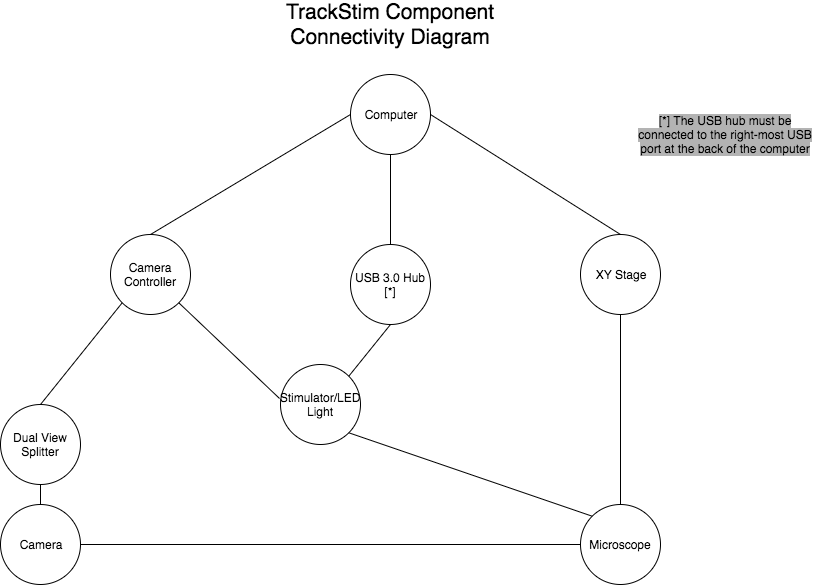 TrackStim Component
Connectivity Diagram
Computer
[*] The USB hub must be
connected to the right-most USB
port at the back of the computer
Camera
Controller
USB 3.0 Hub
[*]
XY Stage
Stimulator/LED
Light
Dual View
Splitter
Camera
Microscope